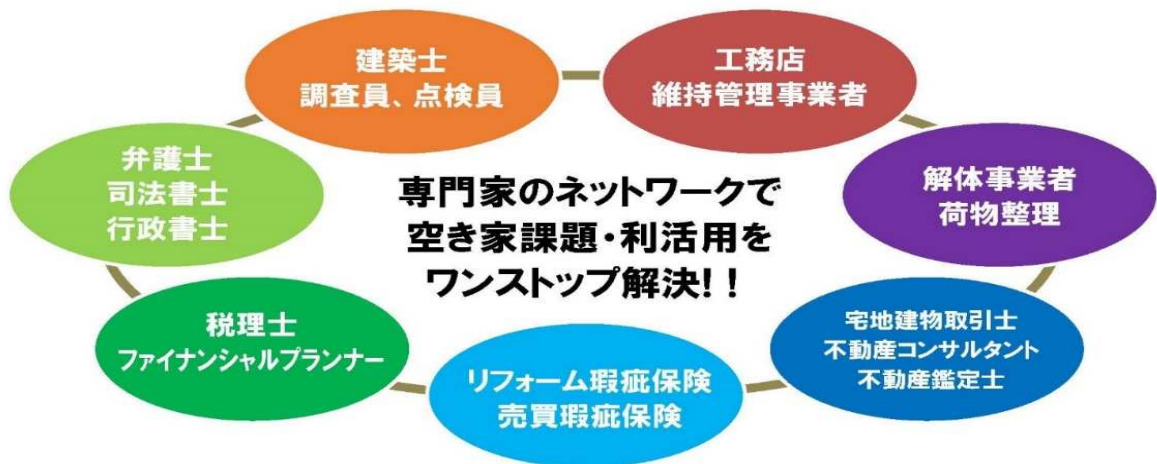 建築士
調査員、点検員
工務店
維持管理事業者
弁護士
司法書士
行政書士
専門家のネットワークで
空き家課題・利活用を
ワンストップ解決!!
解体事業者
荷物整理
税理士
ファイナンシャルプランナー
リフォーム瑕疵保険
売買瑕疵保険
宅地建物取引士
不動産コンサルタント
不動産鑑定士